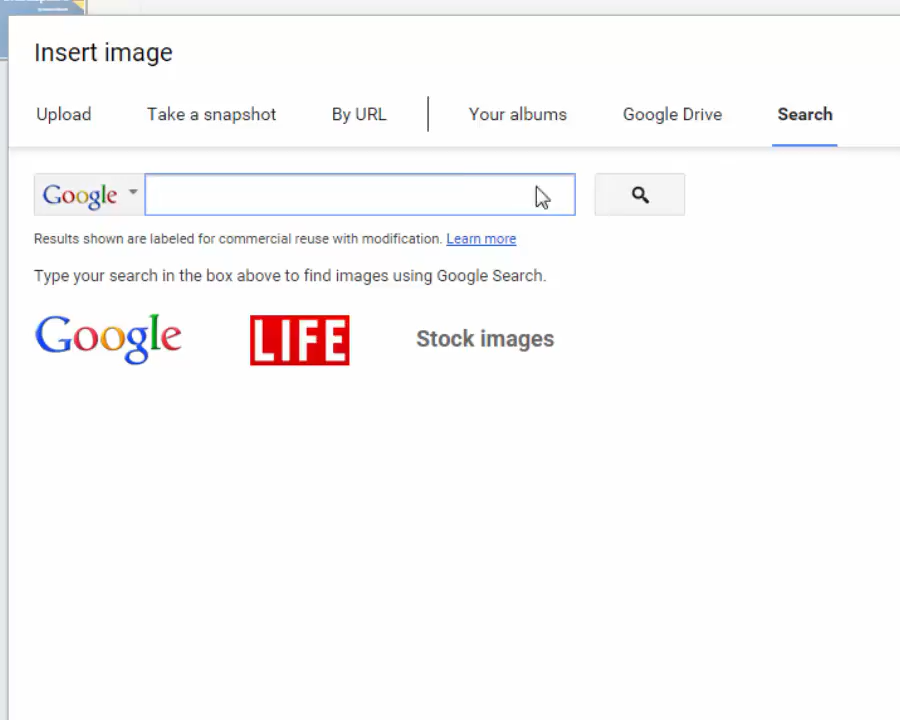 Insert image
Upload Take a snapshot By URL Your albums Google Drive Search
Google
Results shown are labeled for commercial reuse with modification. Learn more
Type your search in the box above to find images using Google Search.
Google LIFE Stock images